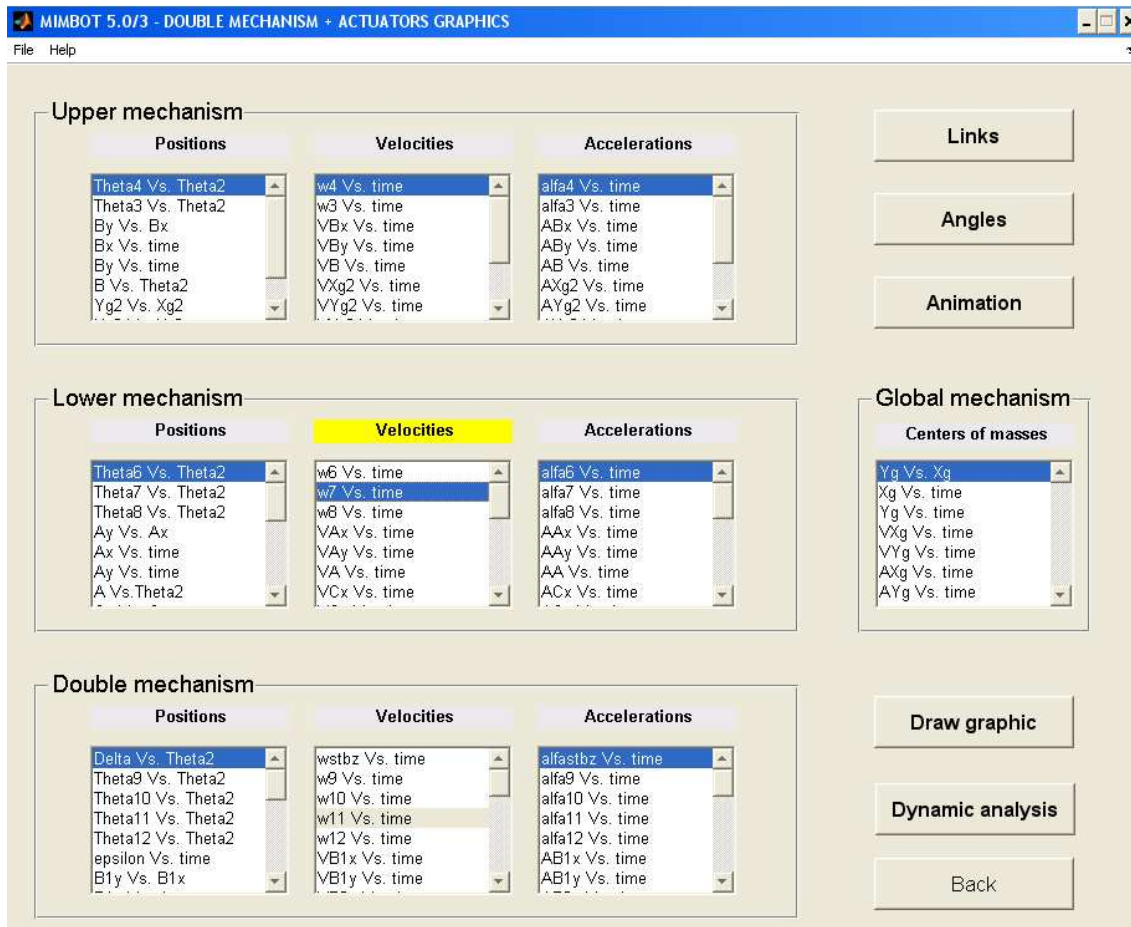 MIMBOT 5.0/3 - DOUBLE MECHANISM + ACTUATORS GRAPHICS
File Help
Upper mechanism
Positions
Theta4 Vs. Theta2
Theta3 Vs. Theta2
By Vs. Bx
Bx Vs. time
By Vs. time
B Vs. Theta2
Yg2 Vs. Xg2
Velocities
w4 Vs. time
w3 Vs. time
VBx Vs. time
VBy Vs. time
VB Vs. time
VXg2 Vs. time
VYg2 Vs. time
Accelerations
alfa4 Vs. time
alfa3 Vs. time
ABx Vs. time
ABy Vs. time
AB Vs. time
AXg2 Vs. time
AYg2 Vs. time
Links
Angles
Animation
Lower mechanism
Positions
Theta6 Vs. Theta2
Theta7 Vs. Theta2
Theta8 Vs. Theta2
Ay Vs. Ax
Ax Vs. time
Ay Vs. time
A Vs.Theta2
Velocities
w6 Vs. time
w7 Vs. time
w8 Vs. time
VAx Vs. time
VAy Vs. time
VA Vs. time
VCx Vs. time
Accelerations
alfa6 Vs. time
alfa7 Vs. time
alfa8 Vs. time
AAx Vs. time
AAy Vs. time
AA Vs. time
ACx Vs. time
Global mechanism
Centers of masses
Yg Vs. Xg
Xg Vs. time
Yg Vs. time
VXg Vs. time
VYg Vs. time
AXg Vs. time
AYg Vs. time
Double mechanism
Positions
Delta Vs. Theta2
Theta9 Vs. Theta2
Theta10 Vs. Theta2
Theta11 Vs. Theta2
Theta12 Vs. Theta2
epsilon Vs. time
B1y Vs. B1x
Velocities
wstbz Vs. time
w9 Vs. time
w10 Vs. time
w11 Vs. time
w12 Vs. time
VB1x Vs. time
VB1y Vs. time
Accelerations
alfastbz Vs. time
alfa9 Vs. time
alfa10 Vs. time
alfa11 Vs. time
alfa12 Vs. time
AB1x Vs. time
AB1y Vs. time
Draw graphic
Dynamic analysis
Back